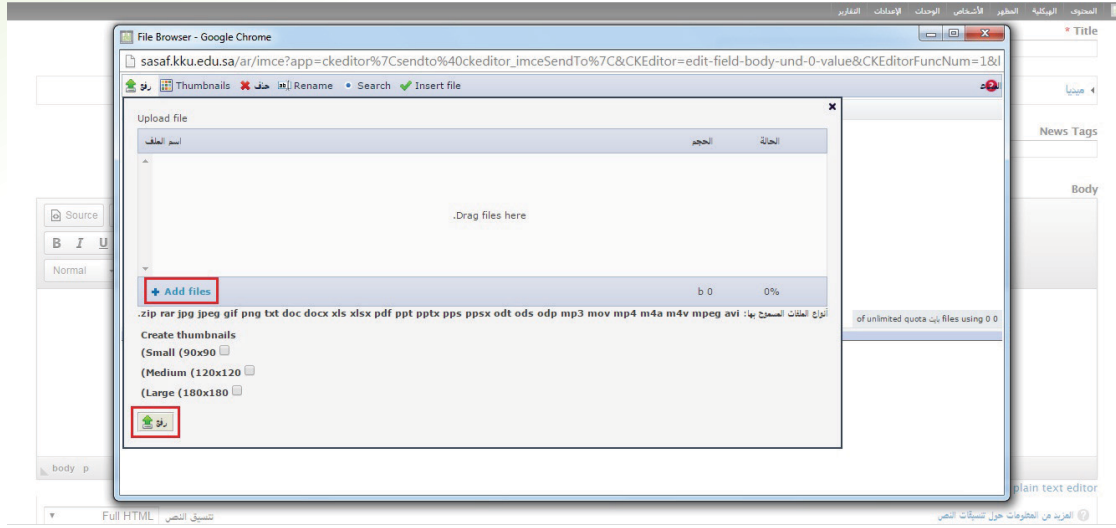 المحتوى الهيكلية المظهر الأشخاص الوحدات الإعدادات التقارير
* Title
File Browser - Google Chrome
sasaf.kku.edu.sa/ar/imce?app=ckeditor%7Csendto%40ckeditor_imceSendTo%7C&CKEditor=edit-field-body-und-0-value&CKEditorFuncNum=1&l
رفع Thumbnails حذف Rename Search Insert file
ميديا
Upload file
اسم الملف الحجم الحالة
News Tags
Body
Source
.Drag files here
B I U
Normal
Add files b 0 0%
.zip rar jpg jpeg gif png txt doc docx xls xlsx pdf ppt pptx pps ppsx odt ods odp mp3 mov mp4 m4a m4v mpeg avi أنواع الملفات المسموح بها:
of unlimited quota بايت files using 0 0
Create thumbnails
(Small (90x90
(Medium (120x120
(Large (180x180
رفع
body p
plain text editor
Full HTML تنسيق النص
المزيد من المعلومات حول تنسيقات النص